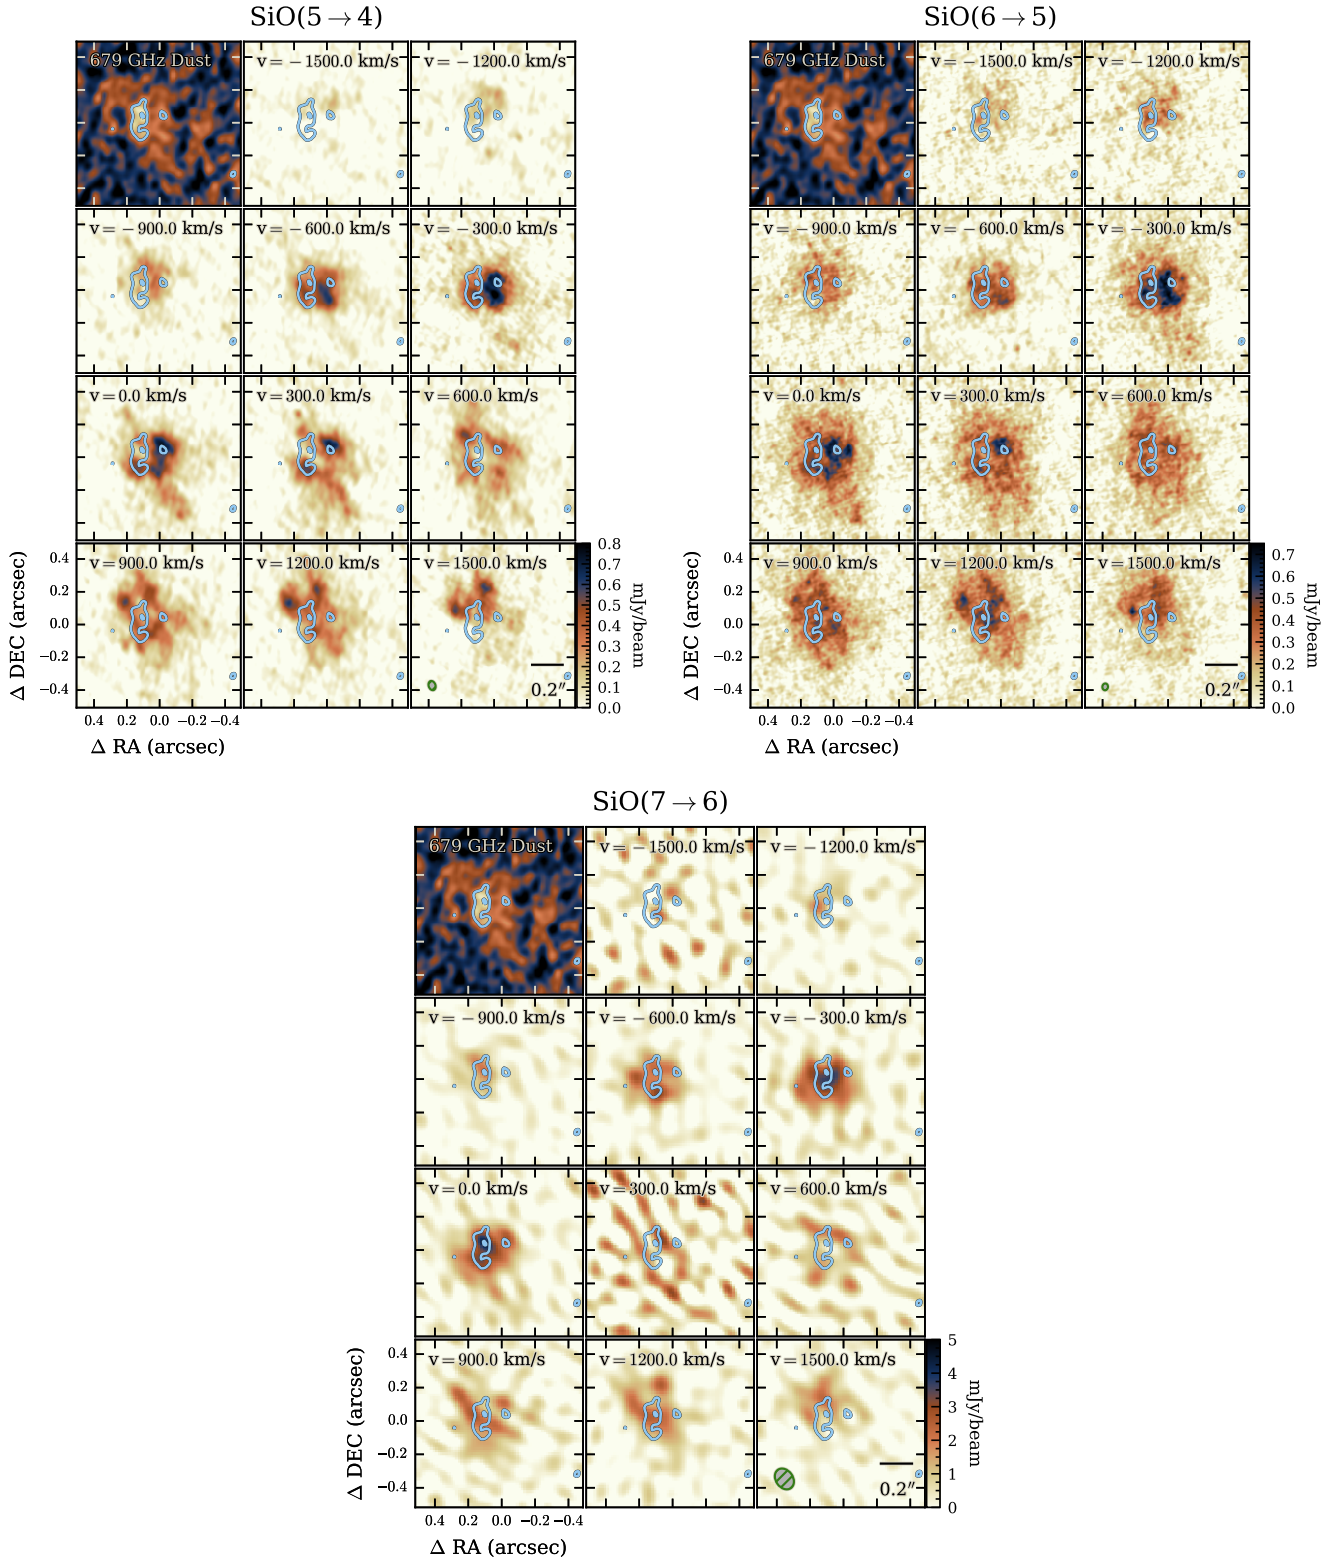 SiO(5→4)
679 GHz Dust
v = −1500.0 km/s
v = −1200.0 km/s
v = −900.0 km/s
v = −600.0 km/s
v = −300.0 km/s
v = 0.0 km/s
v = 300.0 km/s
v = 600.0 km/s
v = 900.0 km/s
v = 1200.0 km/s
v = 1500.0 km/s
0.2″
0.4
0.2
0.0
−0.2
−0.4
Δ DEC (arcsec)
0.4 0.2 0.0 −0.2 −0.4
Δ RA (arcsec)
0.8
0.7
0.6
0.5
0.4
0.3
0.2
0.1
0.0
mJy/beam
SiO(6→5)
679 GHz Dust
v = −1500.0 km/s
v = −1200.0 km/s
v = −900.0 km/s
v = −600.0 km/s
v = −300.0 km/s
v = 0.0 km/s
v = 300.0 km/s
v = 600.0 km/s
v = 900.0 km/s
v = 1200.0 km/s
v = 1500.0 km/s
0.2″
0.4
0.2
0.0
−0.2
−0.4
Δ DEC (arcsec)
0.4 0.2 0.0 −0.2 −0.4
Δ RA (arcsec)
0.7
0.6
0.5
0.4
0.3
0.2
0.1
0.0
mJy/beam
SiO(7→6)
679 GHz Dust
v = −1500.0 km/s
v = −1200.0 km/s
v = −900.0 km/s
v = −600.0 km/s
v = −300.0 km/s
v = 0.0 km/s
v = 300.0 km/s
v = 600.0 km/s
v = 900.0 km/s
v = 1200.0 km/s
v = 1500.0 km/s
0.2″
0.4
0.2
0.0
−0.2
−0.4
Δ DEC (arcsec)
0.4 0.2 0.0 −0.2 −0.4
Δ RA (arcsec)
5
4
3
2
1
0
mJy/beam